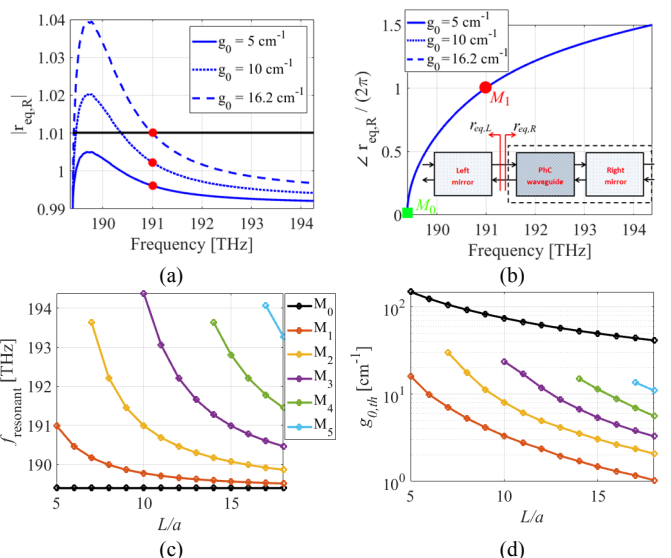 1.04
1.03
1.02
1.01
1
0.99
|r_eq,R|
g_0 = 5 cm^-1
g_0 = 10 cm^-1
g_0 = 16.2 cm^-1
190 191 192 193 194
Frequency [THz]
(a)
1.5
1
0.5
0
∠ r_eq,R / (2π)
g_0 = 5 cm^-1
g_0 = 10 cm^-1
g_0 = 16.2 cm^-1
M_1
r_eq,L r_eq,R
Left mirror
PhC waveguide
Right mirror
M_0
190 191 192 193 194
Frequency [THz]
(b)
194
193
192
191
190
f_resonant [THz]
M_0
M_1
M_2
M_3
M_4
M_5
5 10 15
L/a
(c)
10^2
10^1
10^0
g_0,th [cm^-1]
5 10 15
L/a
(d)